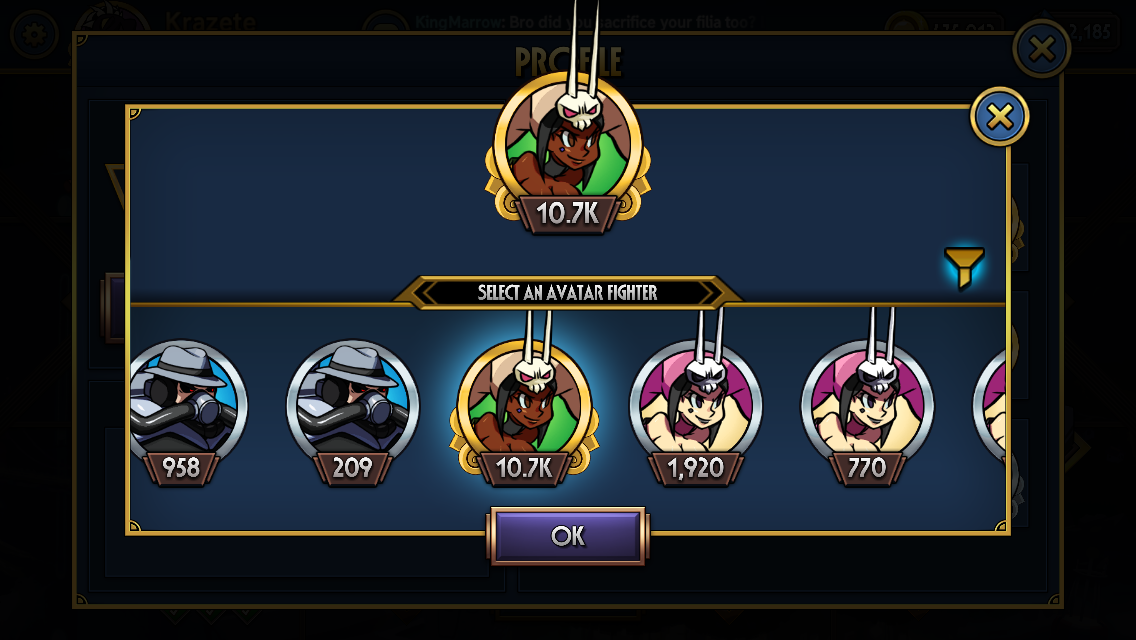 Krazete
KingMarrow: Bro did you sacrifice your filia too?
2,185
PROFILE
10.7K
SELECT AN AVATAR FIGHTER
958
209
10.7K
1,920
770
OK